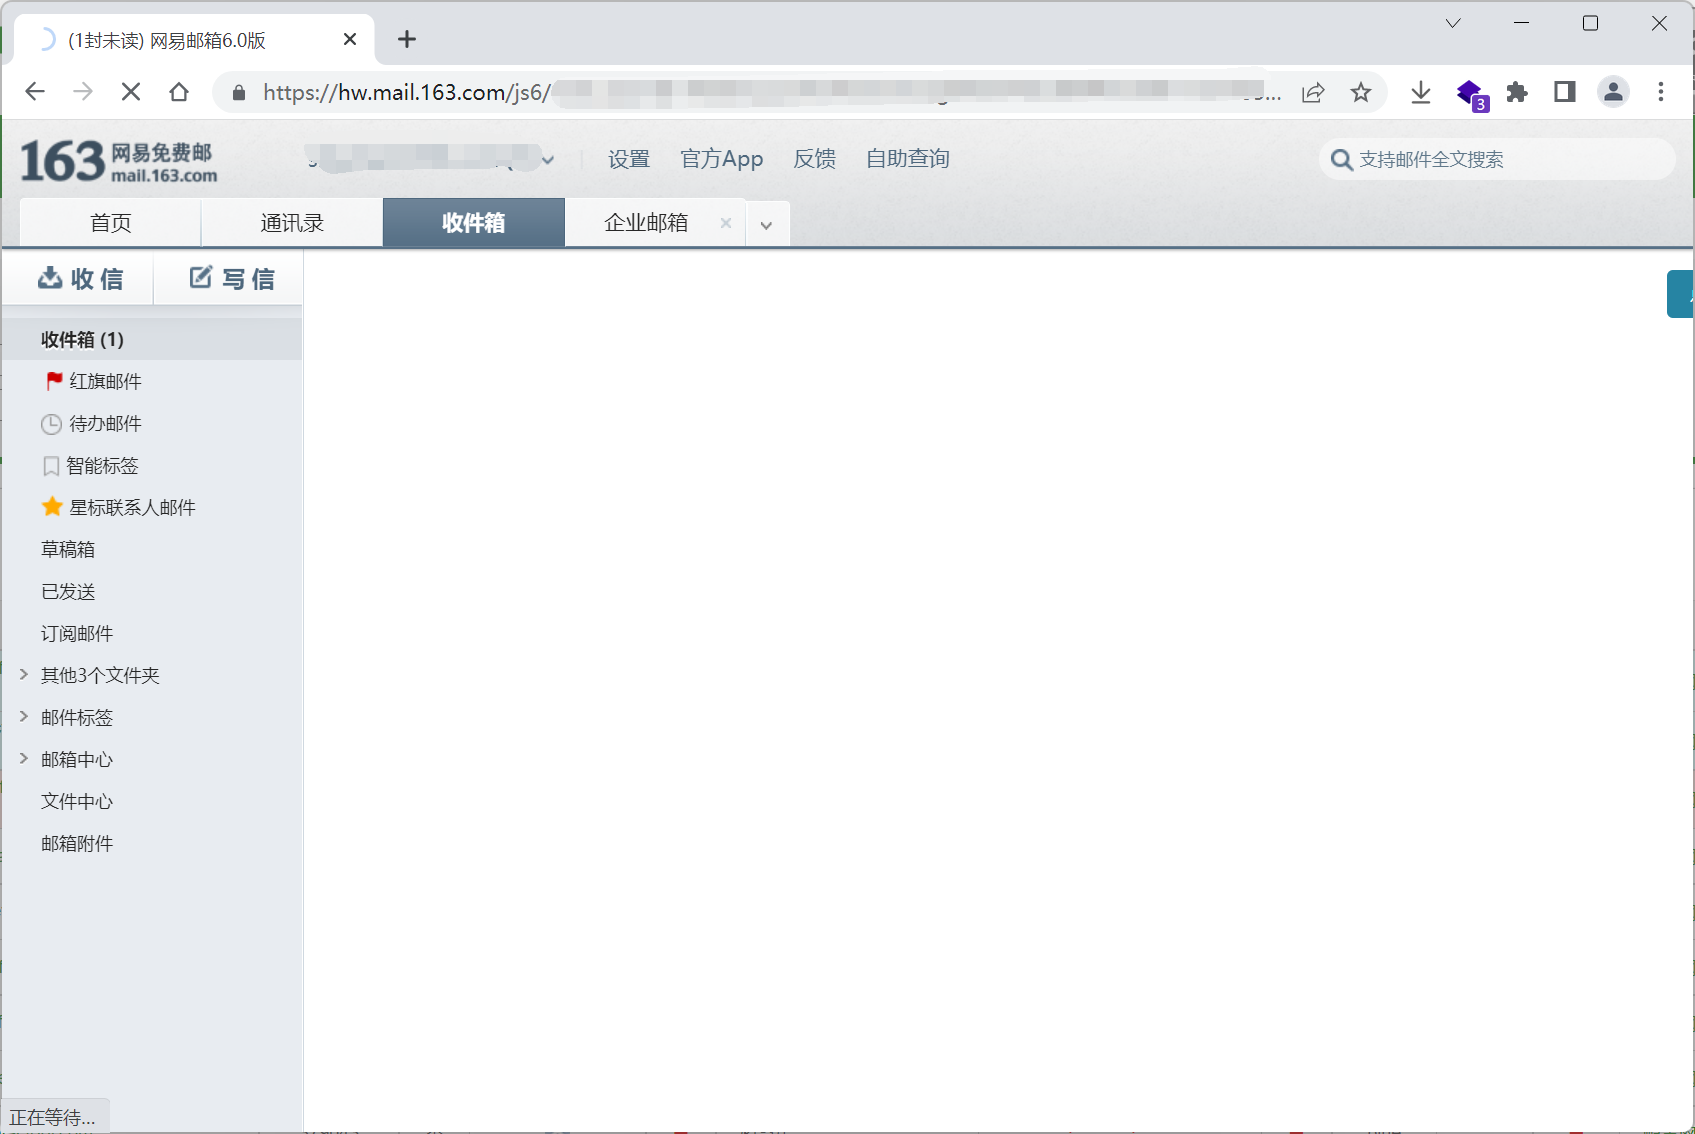 (1封未读) 网易邮箱6.0版
https://hw.mail.163.com/js6/
3
163 网易免费邮
mail.163.com
设置 官方App 反馈 自助查询
支持邮件全文搜索
首页 通讯录 收件箱 企业邮箱
收信 写信
收件箱 (1)
红旗邮件
待办邮件
智能标签
星标联系人邮件
草稿箱
已发送
订阅邮件
其他3个文件夹
邮件标签
邮箱中心
文件中心
邮箱附件
正在等待...